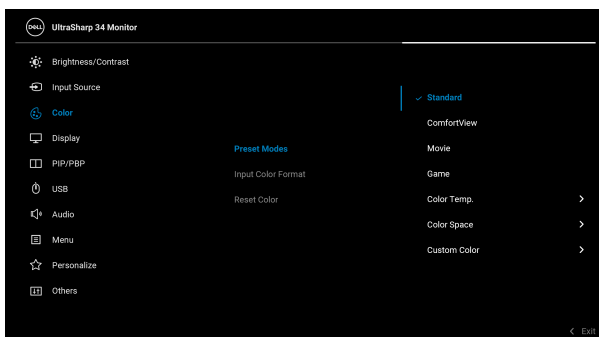 DELL UltraSharp 34 Monitor
Brightness/Contrast
Input Source
Color
Display
PIP/PBP
USB
Audio
Menu
Personalize
Others
Preset Modes
Input Color Format
Reset Color
Standard
ComfortView
Movie
Game
Color Temp.
Color Space
Custom Color
Exit